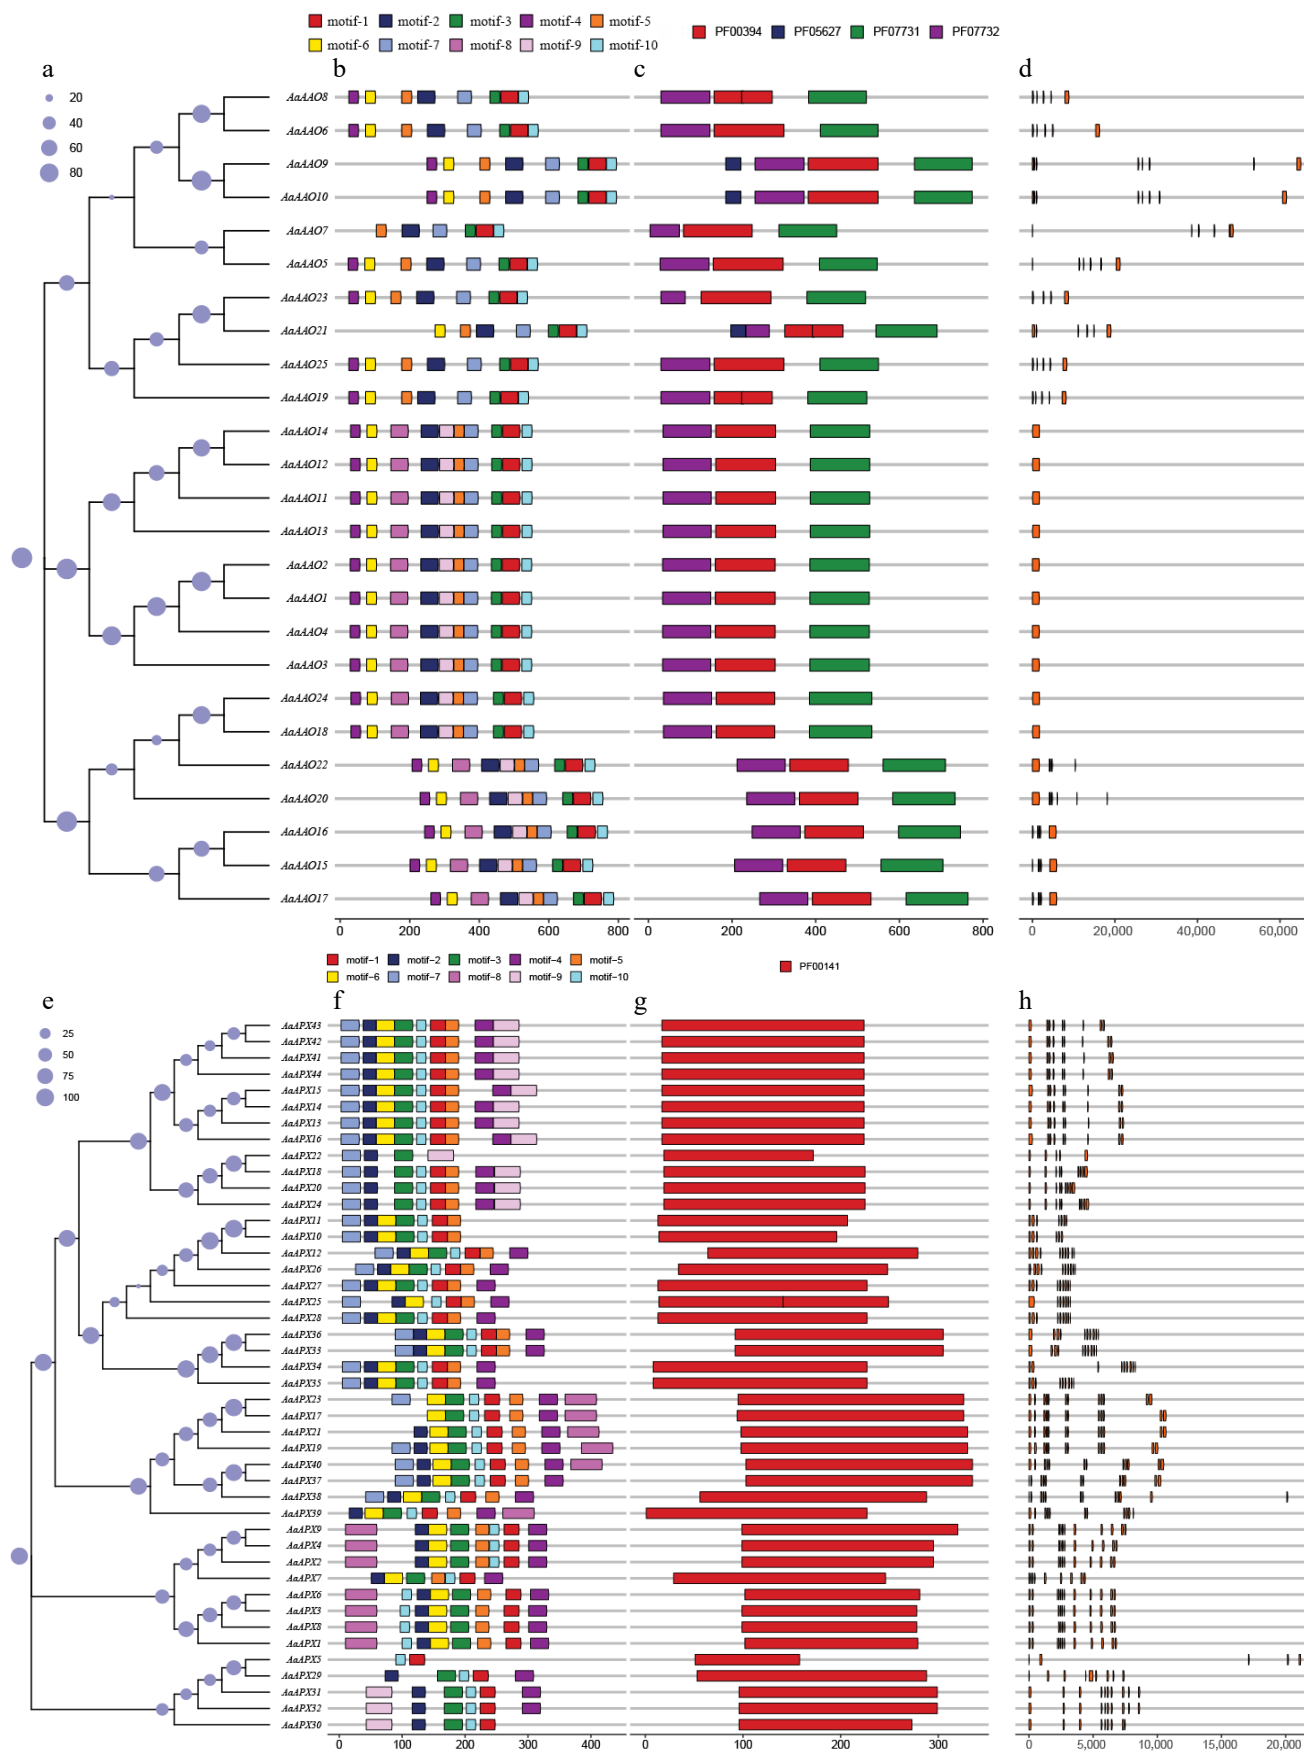 motif-1 motif-2 motif-3 motif-4 motif-5
motif-6 motif-7 motif-8 motif-9 motif-10
PF00394 PF05627 PF07731 PF07732
a b c d
20
40
60
80
AaAAO8
AaAAO6
AaAAO9
AaAAO10
AaAAO7
AaAAO5
AaAAO23
AaAAO21
AaAAO25
AaAAO19
AaAAO14
AaAAO12
AaAAO11
AaAAO13
AaAAO2
AaAAO1
AaAAO4
AaAAO3
AaAAO24
AaAAO18
AaAAO22
AaAAO20
AaAAO16
AaAAO15
AaAAO17
0 200 400 600 800 0 200 400 600 800 0 20,000 40,000 60,000
motif-1 motif-2 motif-3 motif-4 motif-5
motif-6 motif-7 motif-8 motif-9 motif-10
PF00141
e f g h
25
50
75
100
AaAPX43
AaAPX42
AaAPX41
AaAPX44
AaAPX15
AaAPX14
AaAPX13
AaAPX16
AaAPX22
AaAPX18
AaAPX20
AaAPX24
AaAPX11
AaAPX10
AaAPX12
AaAPX26
AaAPX27
AaAPX25
AaAPX28
AaAPX36
AaAPX33
AaAPX34
AaAPX35
AaAPX23
AaAPX17
AaAPX21
AaAPX19
AaAPX40
AaAPX37
AaAPX38
AaAPX39
AaAPX9
AaAPX4
AaAPX2
AaAPX7
AaAPX6
AaAPX3
AaAPX8
AaAPX1
AaAPX5
AaAPX29
AaAPX31
AaAPX32
AaAPX30
0 100 200 300 400 0 100 200 300 0 5,000 10,000 15,000 20,000